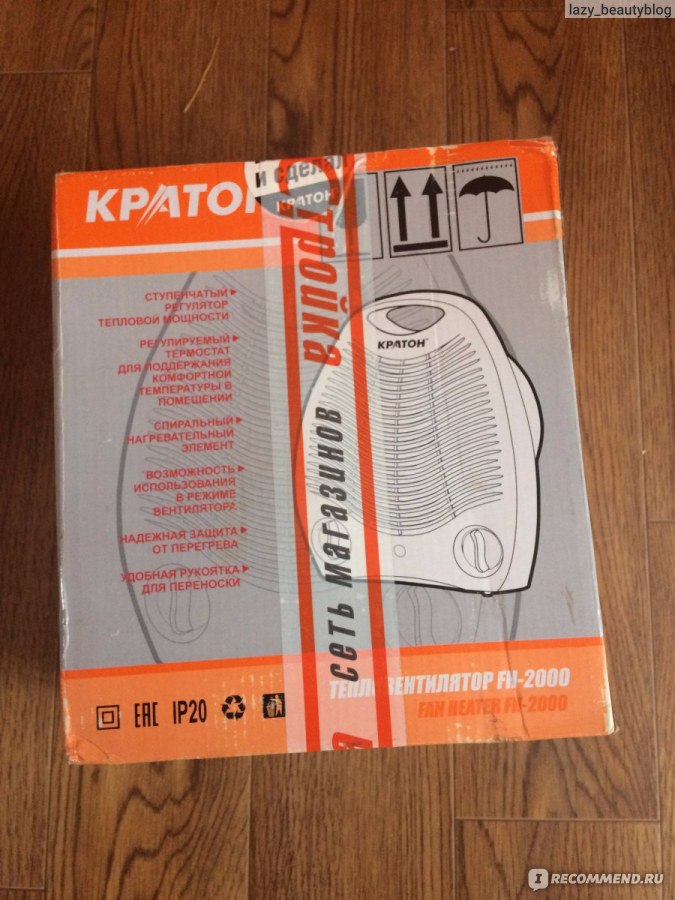 lazy_beautyblog
и сделал
КРАТОН
КРАТОН
СТУПЕНЧАТЫЙ
РЕГУЛЯТОР
ТЕПЛОВОЙ МОЩНОСТИ
РЕГУЛИРУЕМЫЙ
ТЕРМОСТАТ
ДЛЯ ПОДДЕРЖАНИЯ
КОМФОРТНОЙ
ТЕМПЕРАТУРЫ В
ПОМЕЩЕНИИ
СПИРАЛЬНЫЙ
НАГРЕВАТЕЛЬНЫЙ
ЭЛЕМЕНТ
ВОЗМОЖНОСТЬ
ИСПОЛЬЗОВАНИЯ
В РЕЖИМЕ
ВЕНТИЛЯТОРА
НАДЕЖНАЯ ЗАЩИТА
ОТ ПЕРЕГРЕВА
УДОБНАЯ РУКОЯТКА
ДЛЯ ПЕРЕНОСКИ
КРАТОН
Стройка
сеть магазинов
ТЕПЛОВЕНТИЛЯТОР FH-2000
FAN HEATER FH-2000
EAC IP20
IRECOMMEND.RU